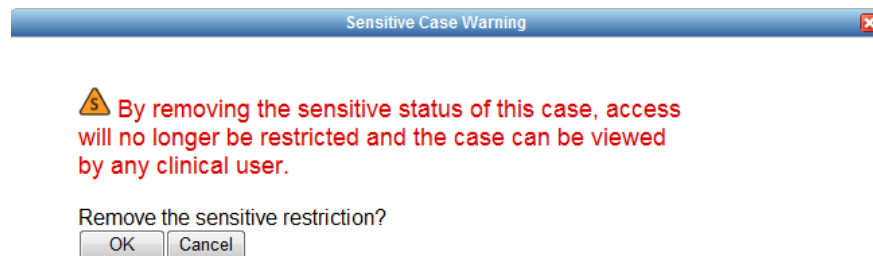 Sensitive Case Warning
S By removing the sensitive status of this case, access
will no longer be restricted and the case can be viewed
by any clinical user.
Remove the sensitive restriction?
OK Cancel